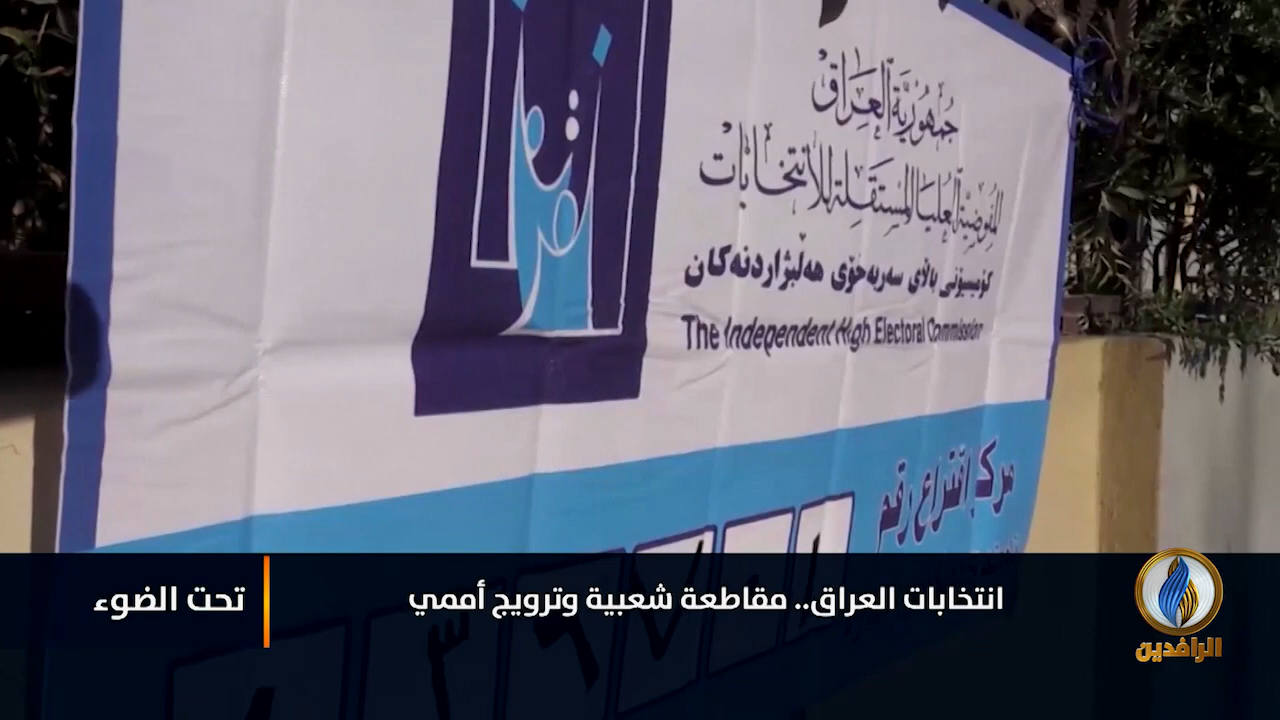 جمهورية العراق
المفوضية العليا المستقلة للانتخابات
كۆمیسیۆنی باڵای سەربەخۆی هەڵبژاردنەکان
The Independent High Electoral Commission
مركز اقتراع رقم
انتخابات العراق.. مقاطعة شعبية وترويج أممي
تحت الضوء
الرافدين